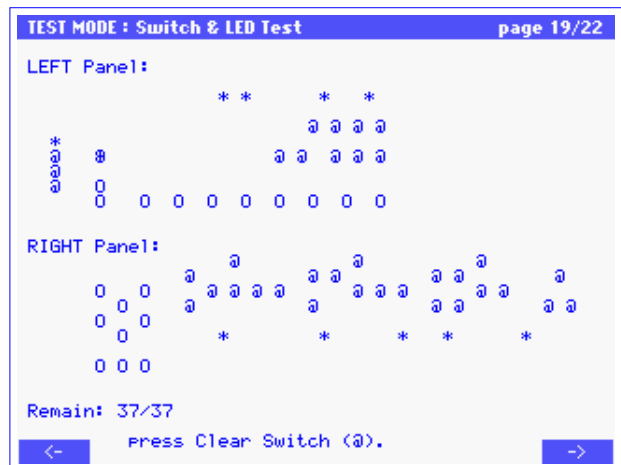 TEST MODE : Switch & LED Test page 19/22
LEFT Panel:
* * * *
@ @ @ @
*
@ @ @ @ @ @
@
@ O
O O O O O O O O O
RIGHT Panel:
@ @ @
@ @ @ @ @ @
O O @ @ @ @ @ @ @ @ @
O @ @ @ @ @ @
O O
O * * * * *
O O O
Remain: 37/37
press Clear Switch (@).
<- ->